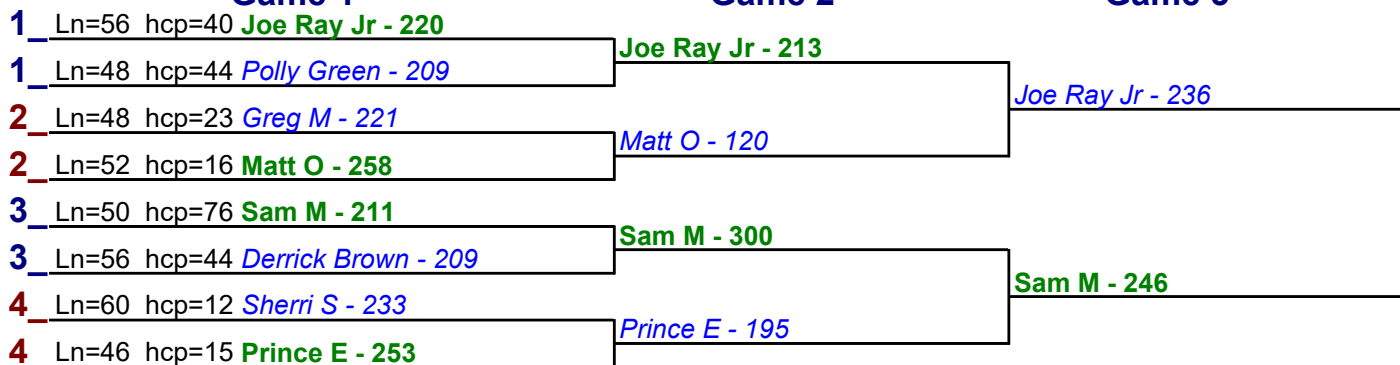 1_ Ln=56 hcp=40 Joe Ray Jr - 220
Joe Ray Jr - 213
1_ Ln=48 hcp=44 Polly Green - 209
Joe Ray Jr - 236
2_ Ln=48 hcp=23 Greg M - 221
Matt O - 120
2_ Ln=52 hcp=16 Matt O - 258
3_ Ln=50 hcp=76 Sam M - 211
Sam M - 300
3_ Ln=56 hcp=44 Derrick Brown - 209
Sam M - 246
4_ Ln=60 hcp=12 Sherri S - 233
Prince E - 195
4 Ln=46 hcp=15 Prince E - 253